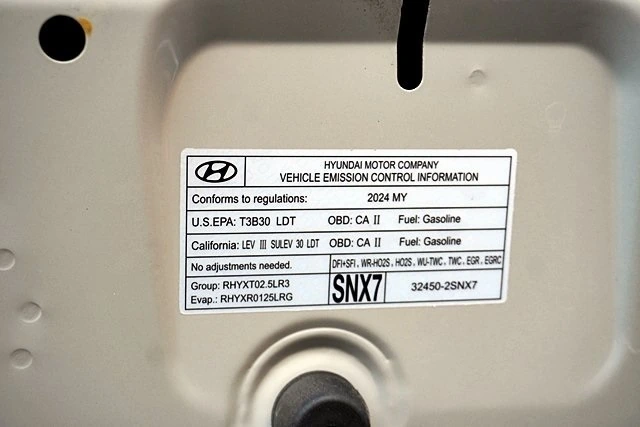 HYUNDAI MOTOR COMPANY
VEHICLE EMISSION CONTROL INFORMATION
Conforms to regulations: 2024 MY
U.S.EPA: T3B30 LDT OBD: CA II Fuel: Gasoline
California: LEV III SULEV 30 LDT OBD: CA II Fuel: Gasoline
No adjustments needed. DFI+SFI, WR-HO2S, HO2S, WU-TWC, TWC, EGR, EGRC
Group: RHYXT02.5LR3
Evap.: RHYXR0125LRG
SNX7 32450-2SNX7